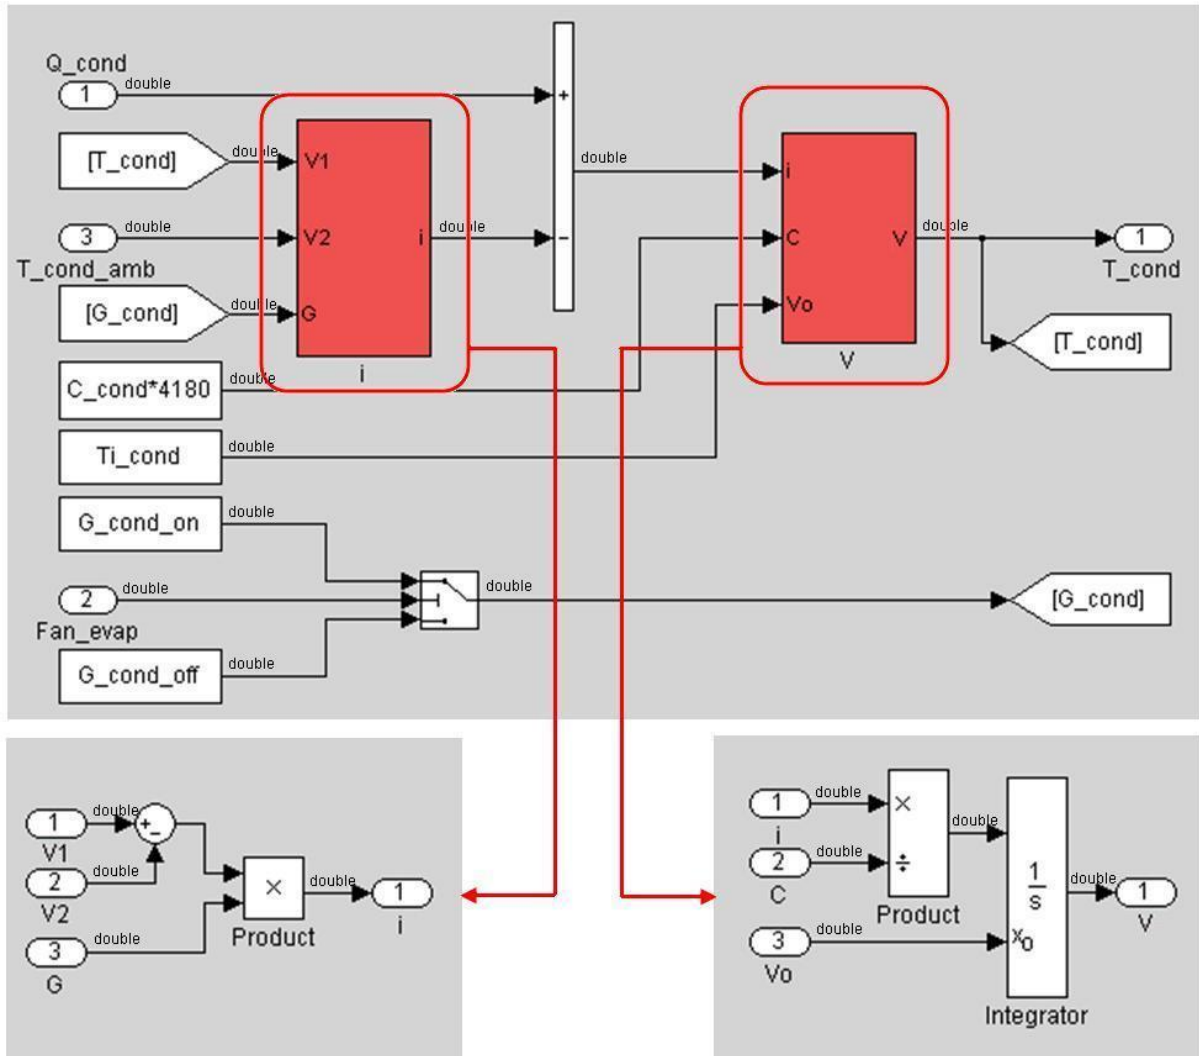 Q_cond
1
double
+
[T_cond]
double
V1
double
i
3
double
V2
i
double
−
C
V
double
1
T_cond_amb
T_cond
[G_cond]
double
G
Vo
[T_cond]
i
V
C_cond*4180
double
Ti_cond
double
G_cond_on
double
2
double
double
[G_cond]
Fan_evap
G_cond_off
double
1
double
+
−
V1
2
double
V2
×
double
1
Product
i
3
double
G
1
double
×
i
double
2
double
÷
C
Product
1
s
double
1
V
3
double
xo
Vo
Integrator